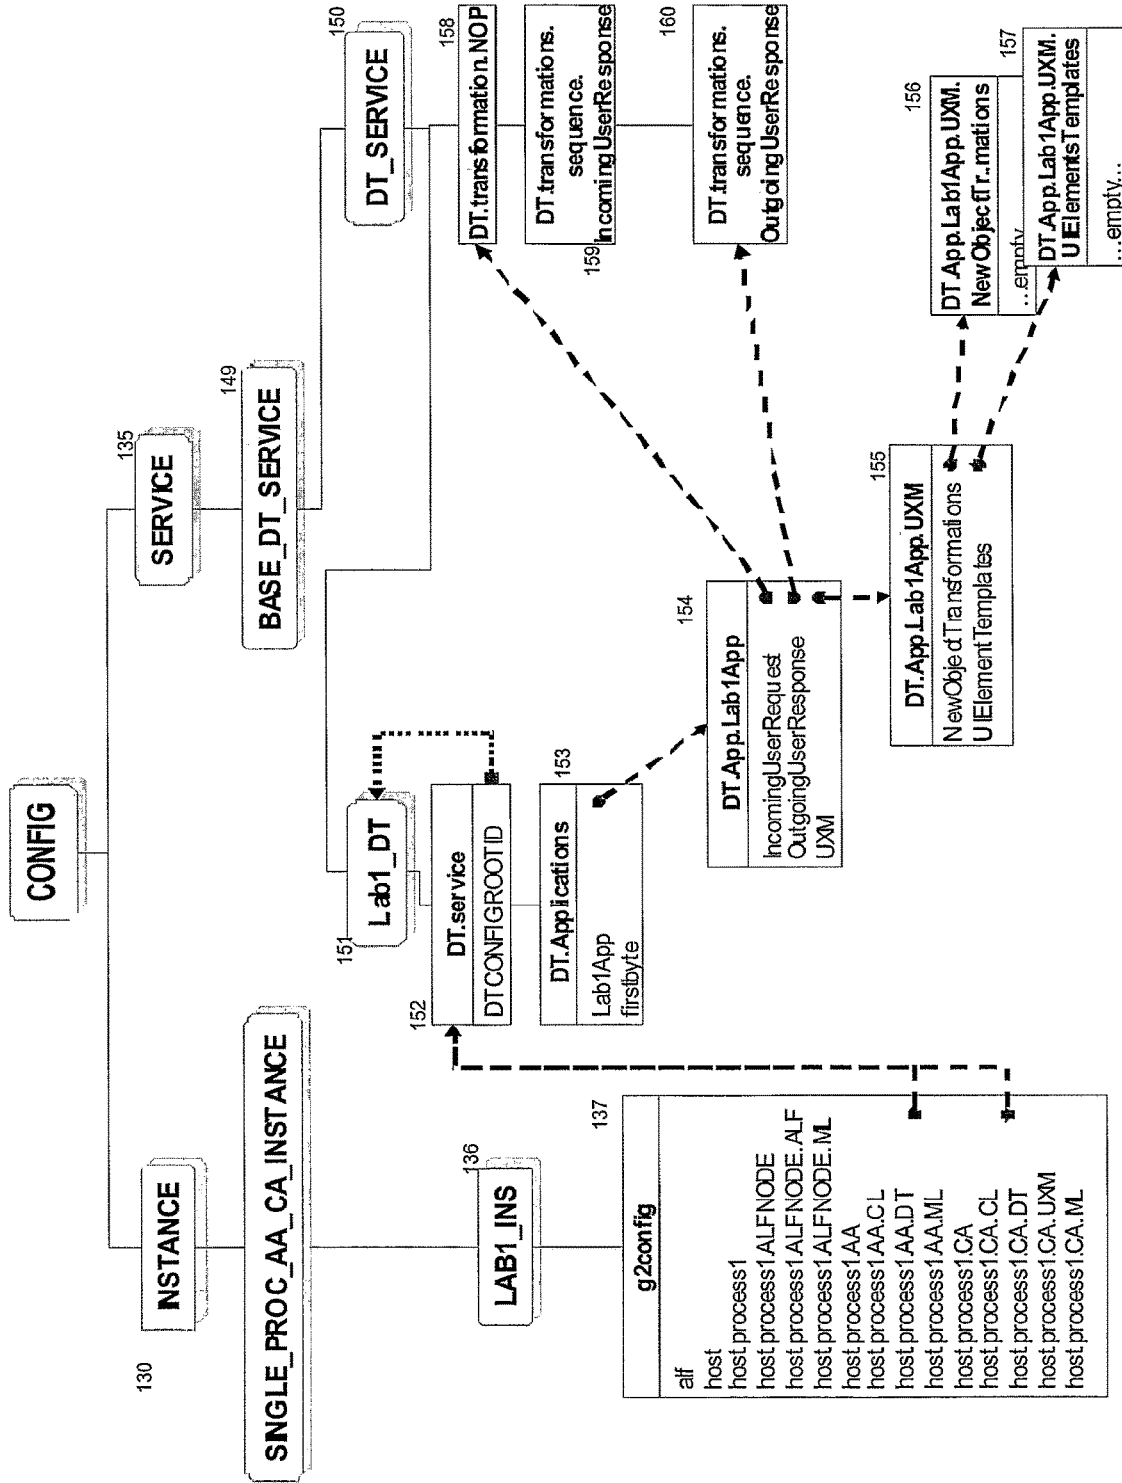 CONFIG
130
INSTANCE
135
SERVICE
SINGLE_PROC_AA_CA_INSTANCE
149
BASE_DT_SERVICE
150
DT_SERVICE
151
Lab1_DT
136
LAB1_INS
152
DT.service
DTCONFIGROOTID
153
DT.Applications
Lab1App
firstbyte
158
DT.transformation.NOP
159
DT.transformations.
sequence.
IncomingUserResponse
160
DT.transformations.
sequence.
OutgoingUserResponse
137
g2config
alf
host
host.process1
host.process1.ALFNODE
host.process1.ALFNODE.ALF
host.process1.ALFNODE.ML
host.process1.AA
host.process1.AA.CL
host.process1.AA.DT
host.process1.AA.ML
host.process1.CA
host.process1.CA.CL
host.process1.CA.DT
host.process1.CA.UXM
host.process1.CA.ML
154
DT.App.Lab1App
IncomingUserRequest
OutgoingUserResponse
UXM
155
DT.App.Lab1App.UXM
NewObjectTransformations
UIElementTemplates
156
DT.App.Lab1App.UXM.
NewObjectTr..mations
...empty
157
DT.App.Lab1App.UXM.
UIElementsTemplates
...empty...